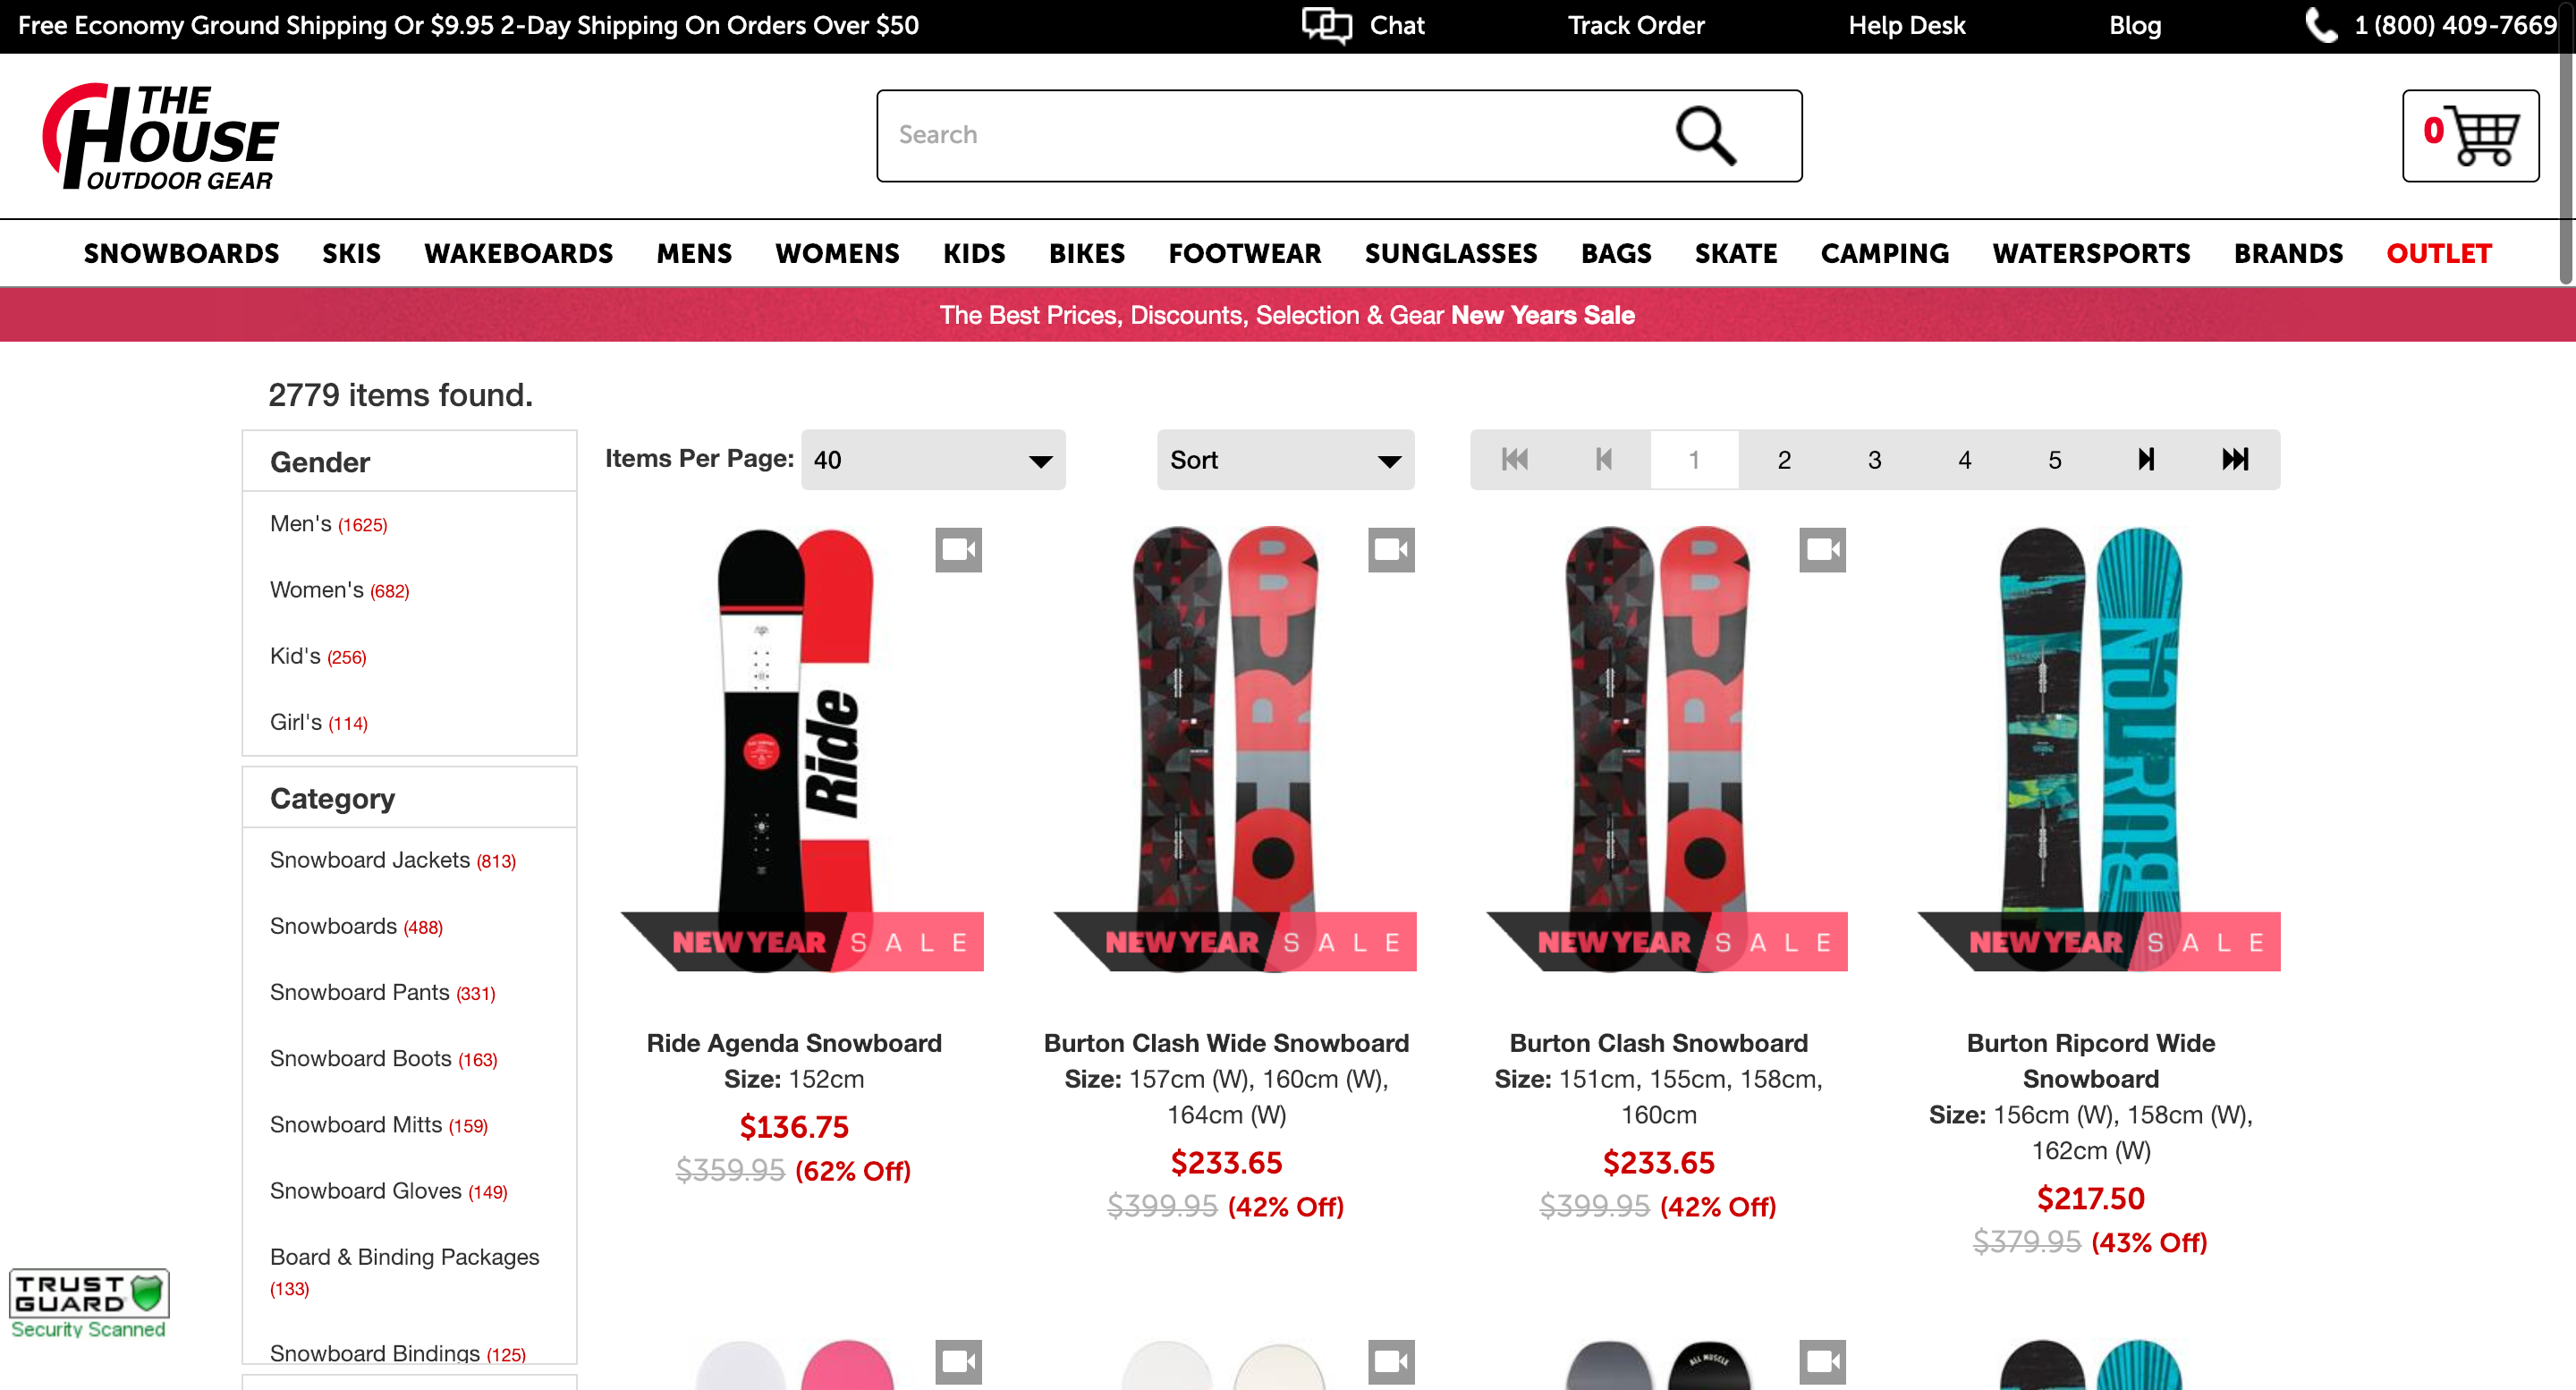 Free Economy Ground Shipping Or $9.95 2-Day Shipping On Orders Over $50
Chat
Track Order
Help Desk
Blog
1 (800) 409-7669
THE
HOUSE
OUTDOOR GEAR
Search
0
SNOWBOARDS SKIS WAKEBOARDS MENS WOMENS KIDS BIKES FOOTWEAR SUNGLASSES BAGS SKATE CAMPING WATERSPORTS BRANDS OUTLET
The Best Prices, Discounts, Selection & Gear New Years Sale
2779 items found.
Gender
Men's (1625)
Women's (682)
Kid's (256)
Girl's (114)
Category
Snowboard Jackets (813)
Snowboards (488)
Snowboard Pants (331)
Snowboard Boots (163)
Snowboard Mitts (159)
Snowboard Gloves (149)
Board & Binding Packages
(133)
Snowboard Bindings (125)
TRUST
GUARD
Security Scanned
Items Per Page: 40
Sort
1 2 3 4 5
Ride
NEW YEAR SALE
Ride Agenda Snowboard
Size: 152cm
$136.75
$359.95 (62% Off)
NEW YEAR SALE
Burton Clash Wide Snowboard
Size: 157cm (W), 160cm (W),
164cm (W)
$233.65
$399.95 (42% Off)
NEW YEAR SALE
Burton Clash Snowboard
Size: 151cm, 155cm, 158cm,
160cm
$233.65
$399.95 (42% Off)
BURTON
NEW YEAR SALE
Burton Ripcord Wide
Snowboard
Size: 156cm (W), 158cm (W),
162cm (W)
$217.50
$379.95 (43% Off)
ALL MUSCLE